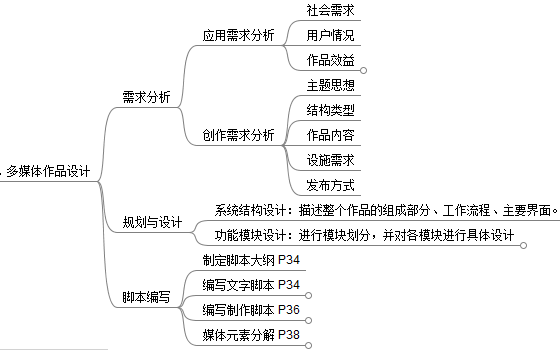 社会需求
应用需求分析
用户情况
作品效益
需求分析
主题思想
结构类型
创作需求分析
作品内容
设施需求
发布方式
、多媒体作品设计
系统结构设计：描述整个作品的组成部分、工作流程、主要界面。
规划与设计
功能模块设计：进行模块划分，并对各模块进行具体设计
制定脚本大纲 P34
编写文字脚本 P34
脚本编写
编写制作脚本 P36
媒体元素分解 P38